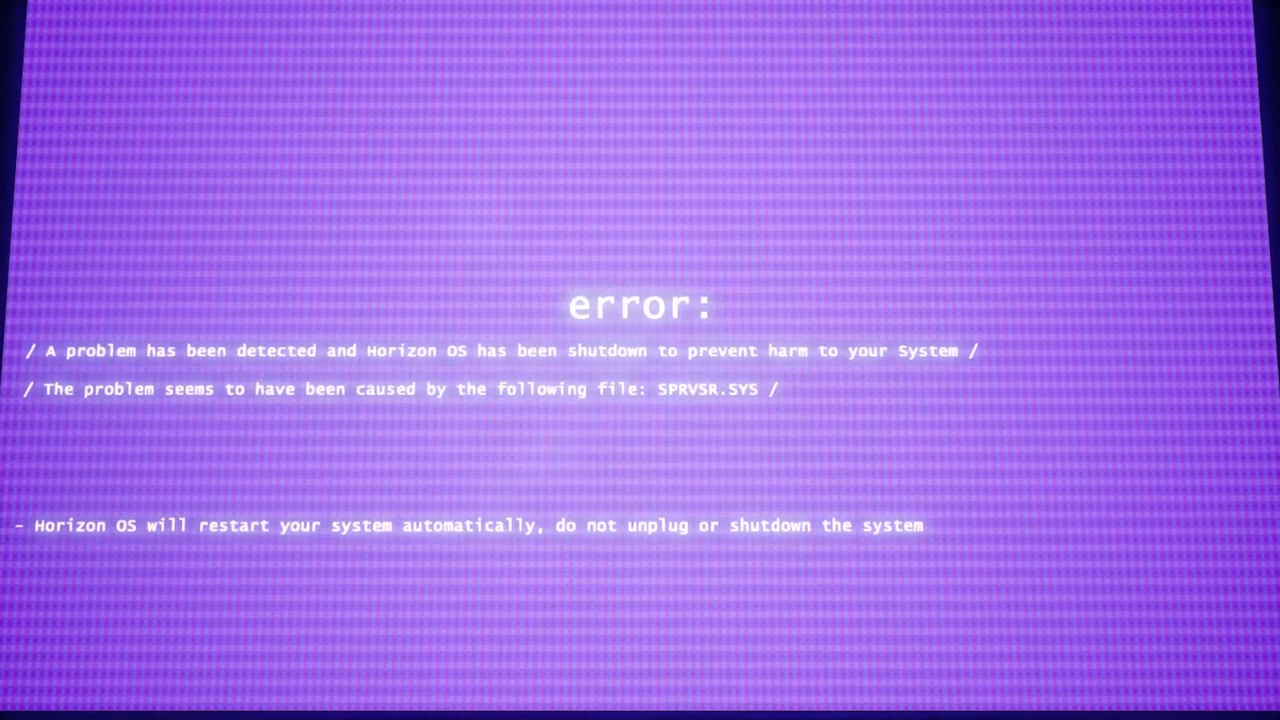 error:
/ A problem has been detected and Horizon OS has been shutdown to prevent harm to your System /
/ The problem seems to have been caused by the following file: SPRVSR.SYS /
- Horizon OS will restart your system automatically, do not unplug or shutdown the system